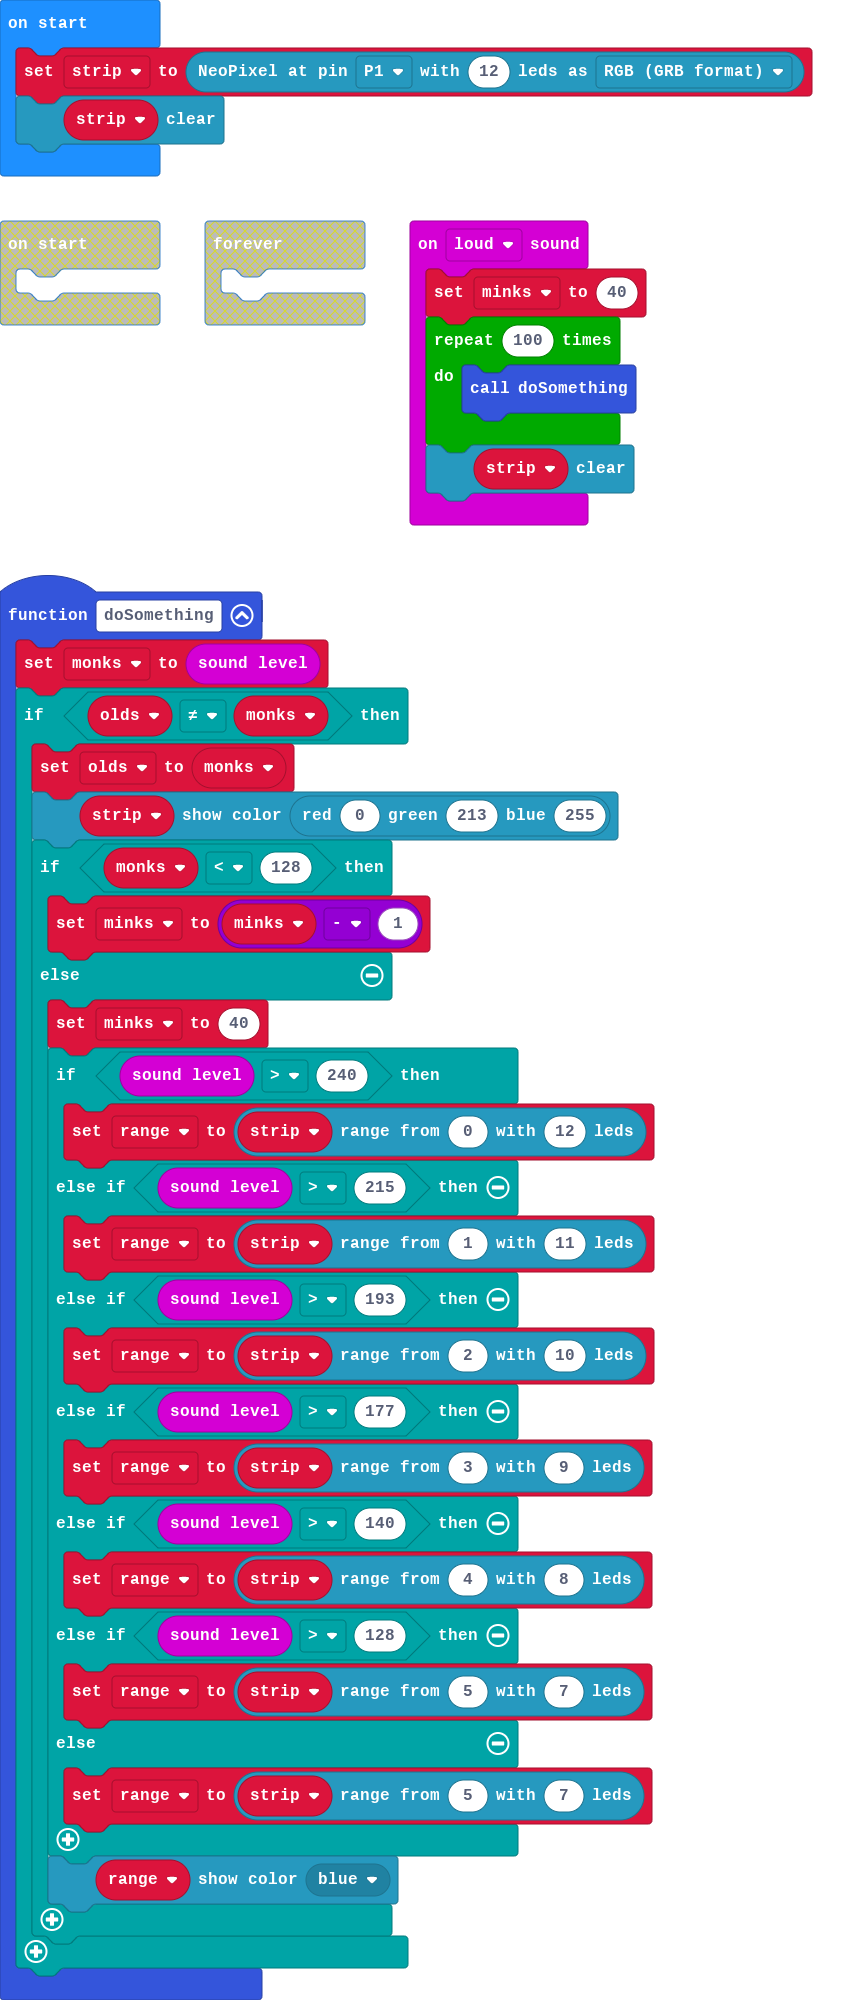 on start
set strip to NeoPixel at pin P1 with 12 leds as RGB (GRB format)
strip clear
on start
forever
on loud sound
set minks to 40
repeat 100 times
do call doSomething
strip clear
function doSomething
set monks to sound level
if olds ≠ monks then
set olds to monks
strip show color red 0 green 213 blue 255
if monks < 128 then
set minks to minks - 1
else
set minks to 40
if sound level > 240 then
set range to strip range from 0 with 12 leds
else if sound level > 215 then
set range to strip range from 1 with 11 leds
else if sound level > 193 then
set range to strip range from 2 with 10 leds
else if sound level > 177 then
set range to strip range from 3 with 9 leds
else if sound level > 140 then
set range to strip range from 4 with 8 leds
else if sound level > 128 then
set range to strip range from 5 with 7 leds
else
set range to strip range from 5 with 7 leds
range show color blue